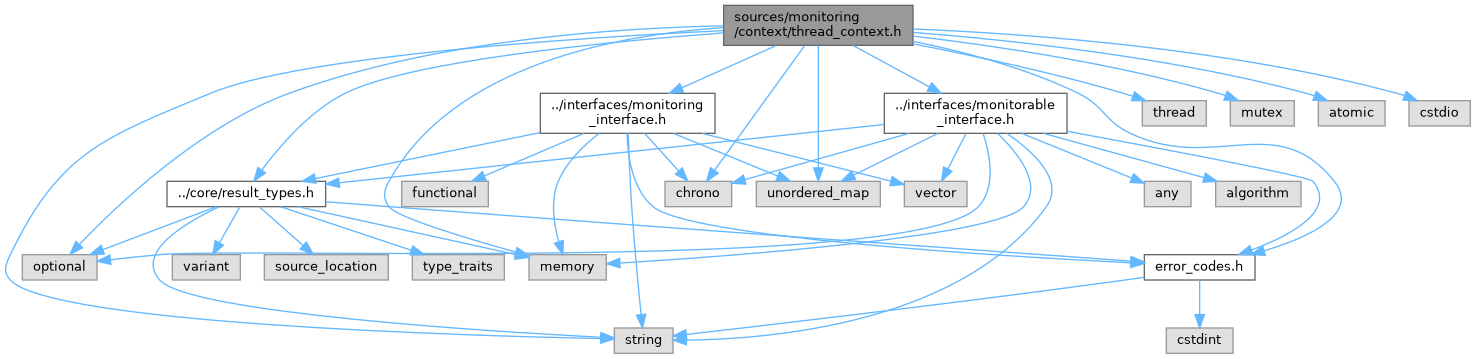 sources/monitoring
/context/thread_context.h
../interfaces/monitoring
_interface.h
../interfaces/monitorable
_interface.h
thread
mutex
atomic
cstdio
../core/result_types.h
functional
chrono
unordered_map
vector
any
algorithm
optional
variant
source_location
type_traits
memory
error_codes.h
string
cstdint